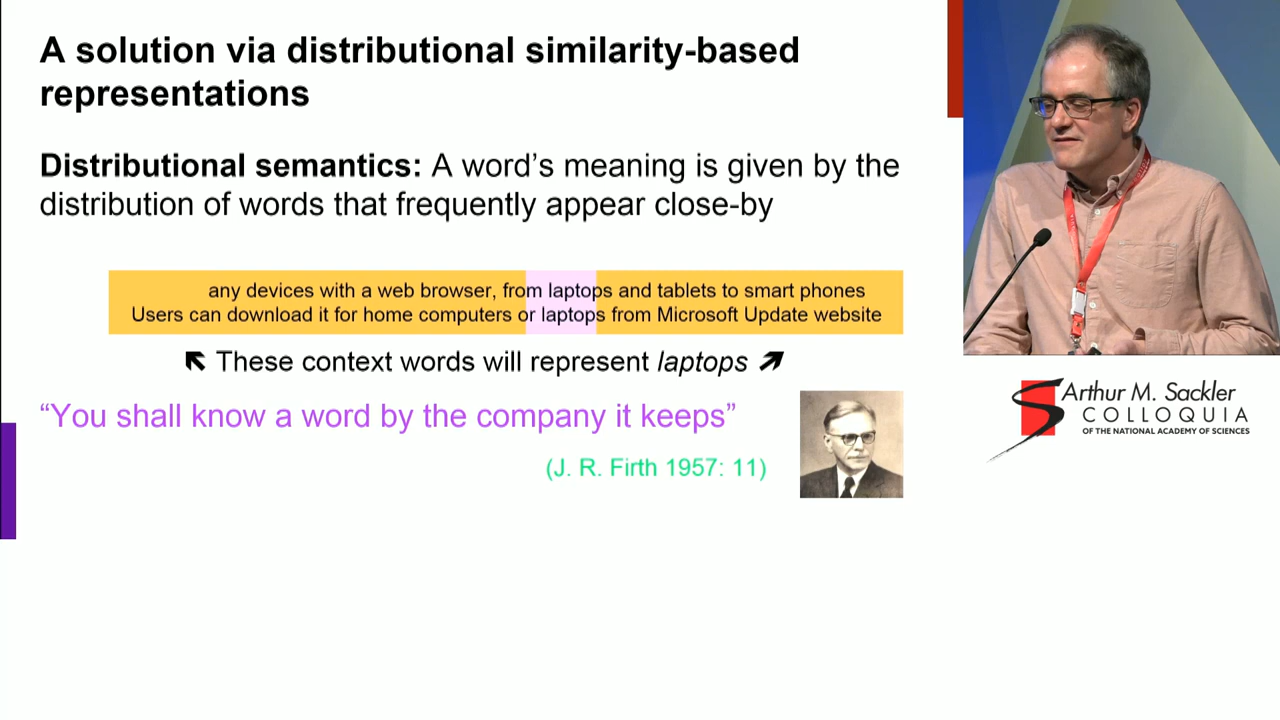 A solution via distributional similarity-based
representations
Distributional semantics: A word’s meaning is given by the
distribution of words that frequently appear close-by
any devices with a web browser, from laptops and tablets to smart phones
Users can download it for home computers or laptops from Microsoft Update website
These context words will represent laptops
“You shall know a word by the company it keeps”
(J. R. Firth 1957: 11)
Arthur M. Sackler
COLLOQUIA
OF THE NATIONAL ACADEMY OF SCIENCES